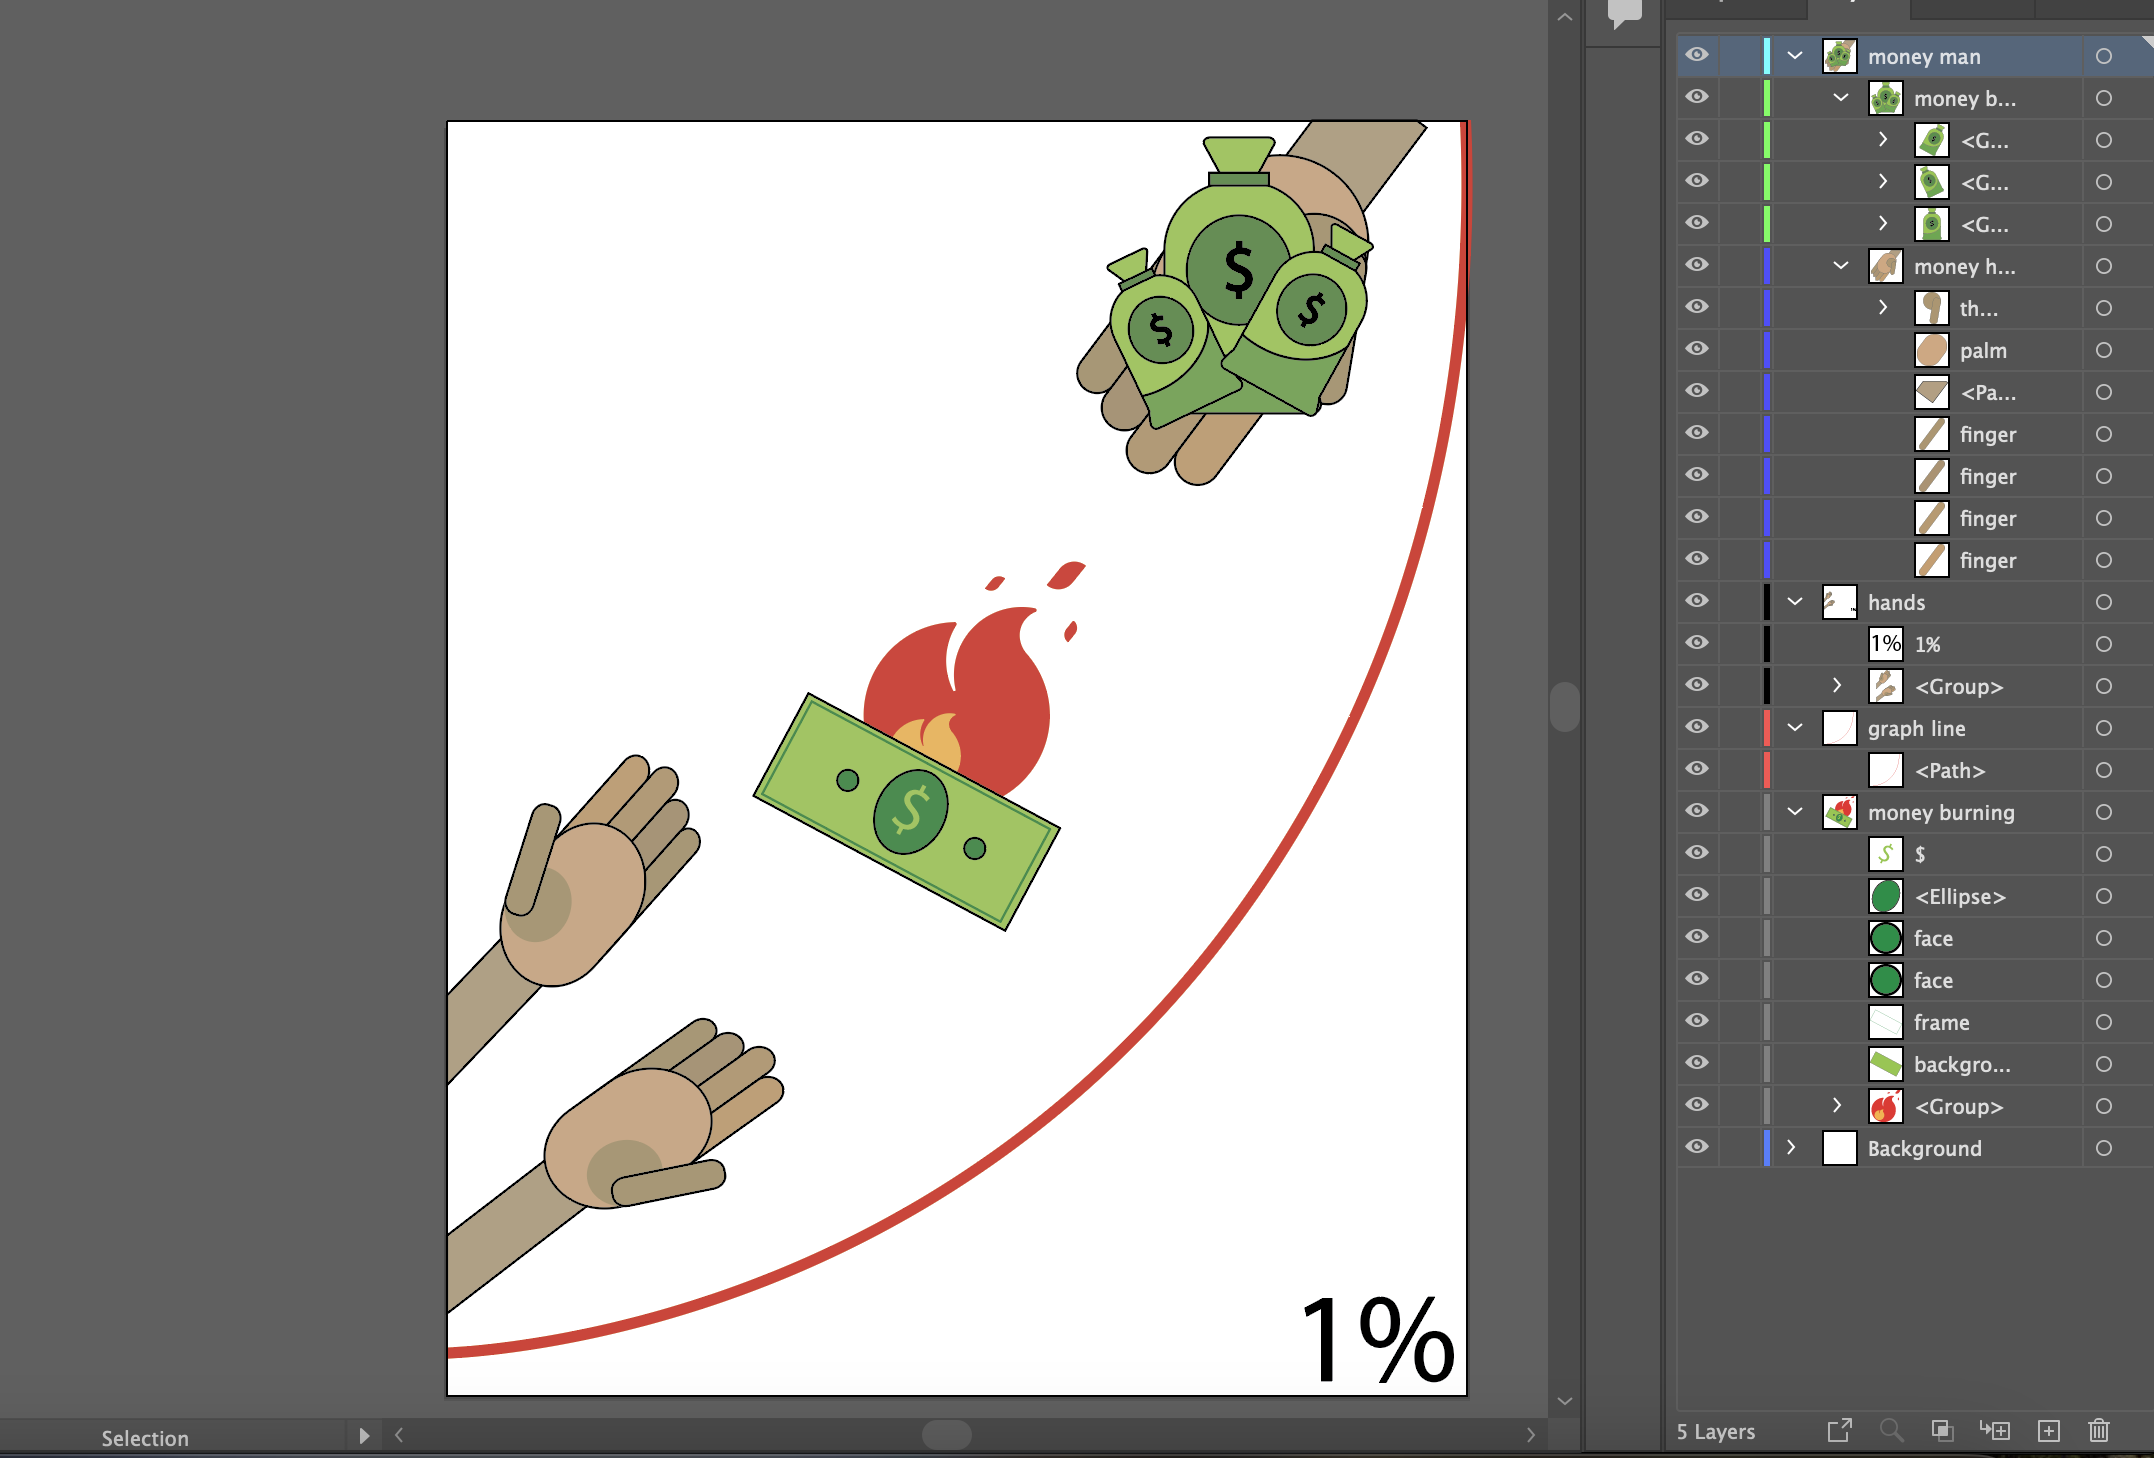 money man
money b...
<G...
<G...
<G...
money h...
th...
palm
<Pa...
finger
finger
finger
finger
hands
1% 1%
<Group>
graph line
<Path>
money burning
$ $
<Ellipse>
face
face
frame
backgro...
<Group>
Background
5 Layers
$
$
$
$
1%
Selection